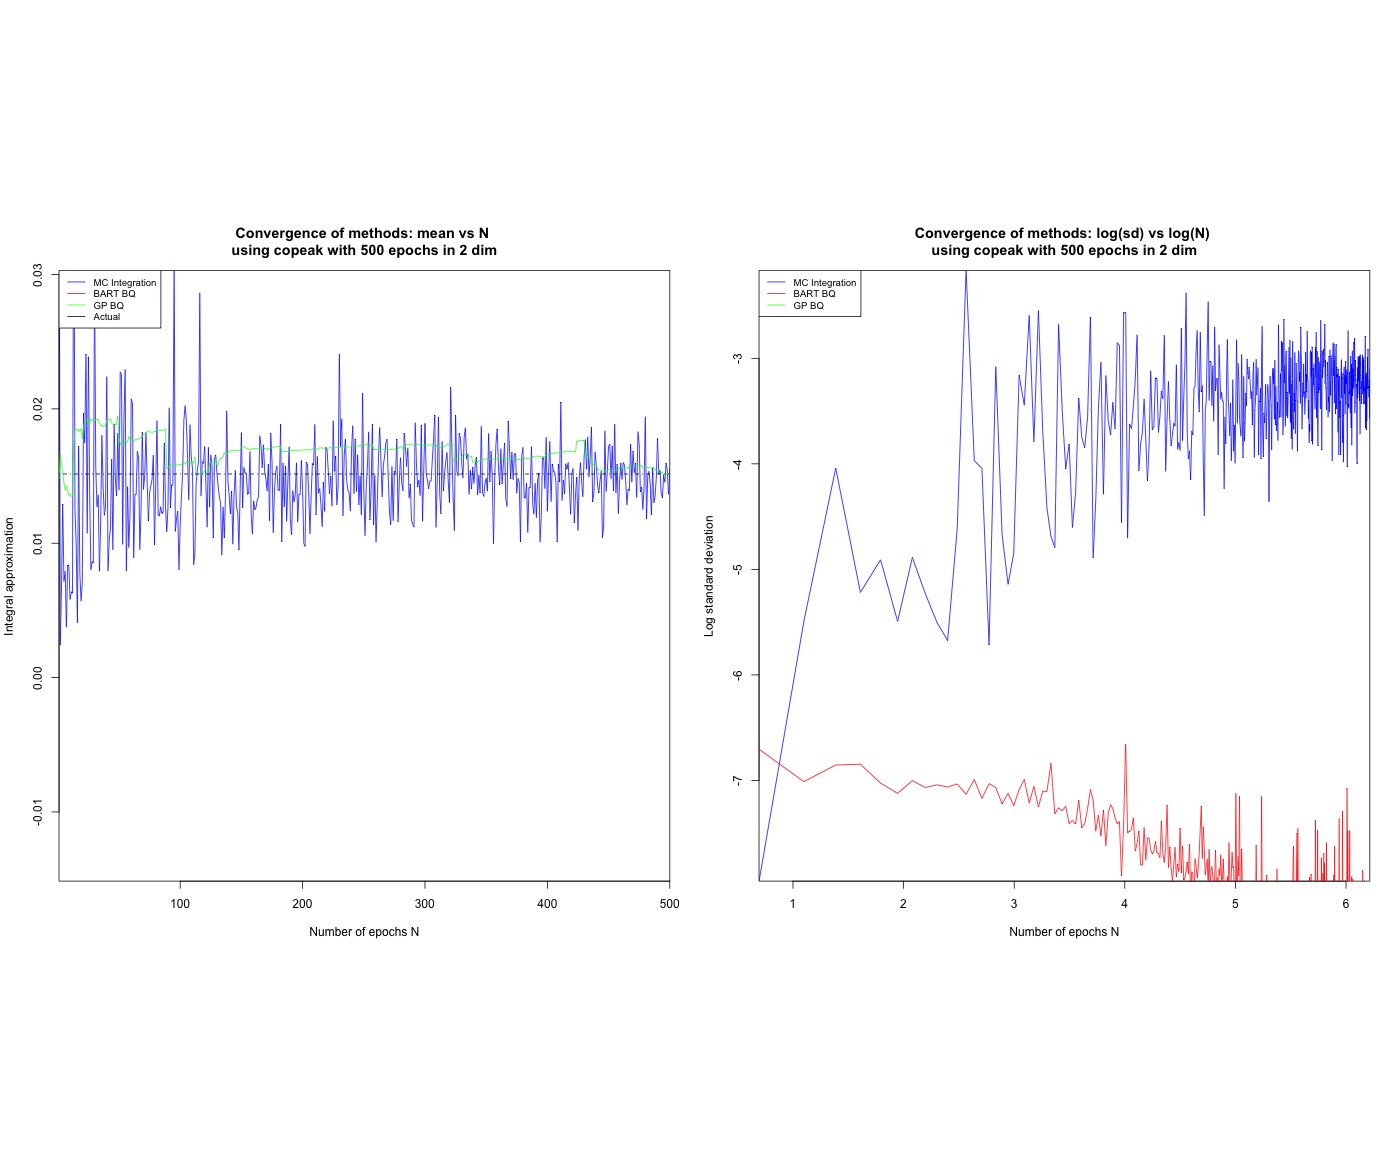 Convergence of methods: mean vs N
using copeak with 500 epochs in 2 dim
MC Integration
BART BQ
GP BQ
Actual
0.03
0.02
0.01
0.00
-0.01
Integral approximation
100
200
300
400
500
Number of epochs N
Convergence of methods: log(sd) vs log(N)
using copeak with 500 epochs in 2 dim
MC Integration
BART BQ
GP BQ
-3
-4
-5
-6
-7
Log standard deviation
1
2
3
4
5
6
Number of epochs N